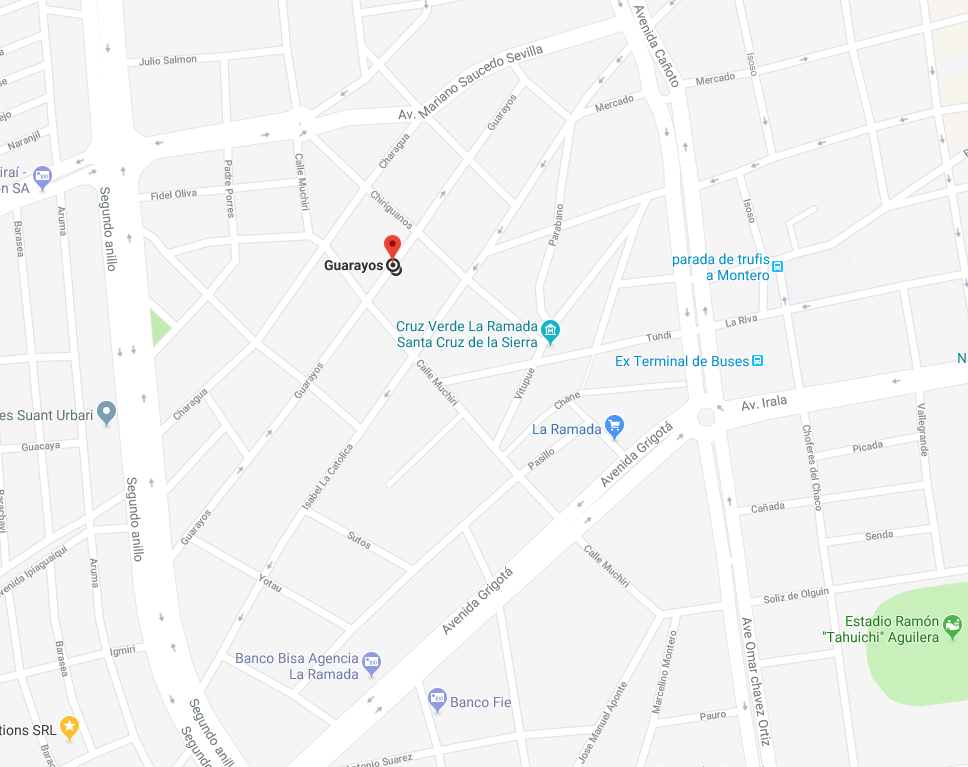 Avenida Cañoto
Av. Mariano Saucedo Sevilla
Julio Salmon
Isoso
Mercado
Mercado
Guarayos
Naranjil
Charagua
Calle Muchiri
Padre Porres
iraí -
n SA
Fidel Oliva
Chiriguanos
Segundo anillo
Aruma
Barasea
Parabano
Isoso
Guarayos
parada de trufis
a Montero
Cruz Verde La Ramada
Santa Cruz de la Sierra
La Riva
Tundi
Ex Terminal de Buses
N
Calle Muchiri
Vitupue
Guarayos
Charagua
Chane
Av. Irala
es Suant Urbari
La Ramada
Avenida Grigotá
Vallegrande
Choferes del Chaco
Picada
Guacaya
Pasillo
Isabel La Catolica
Segundo anillo
Barachavi
Cañada
Guarayos
Sutos
Senda
venida Ipiaguaiqui
Aruma
Calle Muchiri
Yotau
Avenida Grigotá
Soliz de Olguin
Estadio Ramón
"Tahuichi" Aguilera
Ave Omar chavez Ortiz
Marcelino Montero
Igmiri
Barasea
Banco Bisa Agencia
La Ramada
Banco Fie
Jose Manuel Aponte
Pauro
tions SRL
Segundo anillo
Segundo
Bara
Antonio Suarez